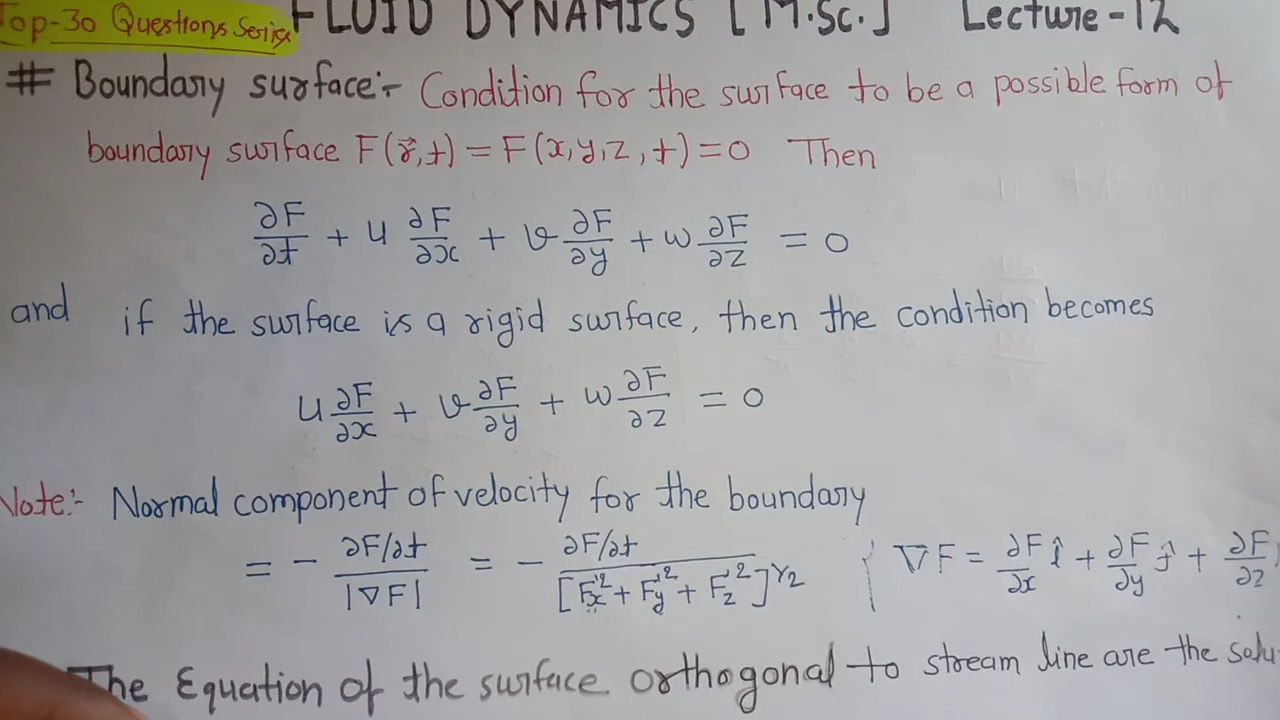 Top-30 Questions Series FLUID DYNAMICS [M.Sc.] Lecture-12
# Boundary surface:- Condition for the surface to be a possible form of
boundary surface F(r⃗,t) = F(x,y,z,t)=0 Then
∂F/∂t + u ∂F/∂x + v ∂F/∂y + w ∂F/∂z = 0
and if the surface is a rigid surface, then the condition becomes
u ∂F/∂x + v ∂F/∂y + w ∂F/∂z = 0
Note:- Normal component of velocity for the boundary
= - (∂F/∂t)/|∇F| = - (∂F/∂t)/[Fx² + Fy² + Fz²]^1/2 { ∇F = ∂F/∂x î + ∂F/∂y ĵ + ∂F/∂z
The Equation of the surface orthogonal to stream line are the